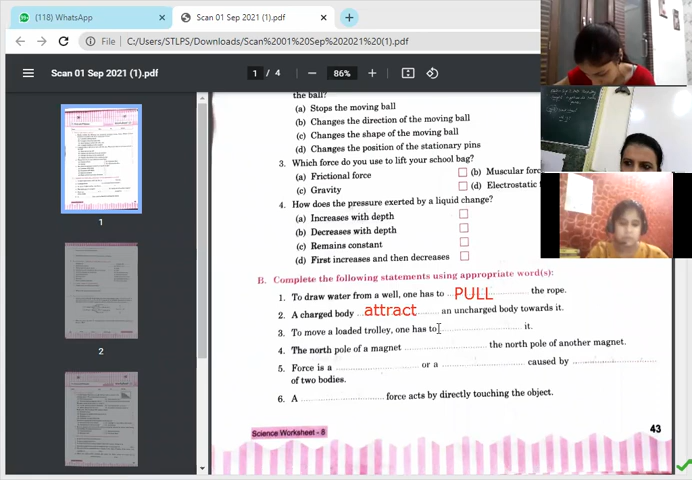 (118) WhatsApp
Scan 01 Sep 2021 (1).pdf
File
C:/Users/STLPS/Downloads/Scan%2001%20Sep%202021%20(1).pdf
Scan 01 Sep 2021 (1).pdf
1 / 4
86%
the ball?
(a) Stops the moving ball
(b) Changes the direction of the moving ball
(c) Changes the shape of the moving ball
(d) Changes the position of the stationary pins
3. Which force do you use to lift your school bag?
(a) Frictional force
(b) Muscular
(c) Gravity
(d) Electrostatic
4. How does the pressure exerted by a liquid change?
(a) Increases with depth
(b) Decreases with depth
(c) Remains constant
(d) First increases and then decreases
B. Complete the following statements using appropriate word(s):
1. To draw water from a well, one has to PULL the rope.
2. A charged body attract an uncharged body towards it.
3. To move a loaded trolley, one has to it.
4. The north pole of a magnet the north pole of another magnet.
5. Force is a or a caused by
of two bodies.
6. A force acts by directly touching the object.
Science Worksheet - 8
43
1
2
3